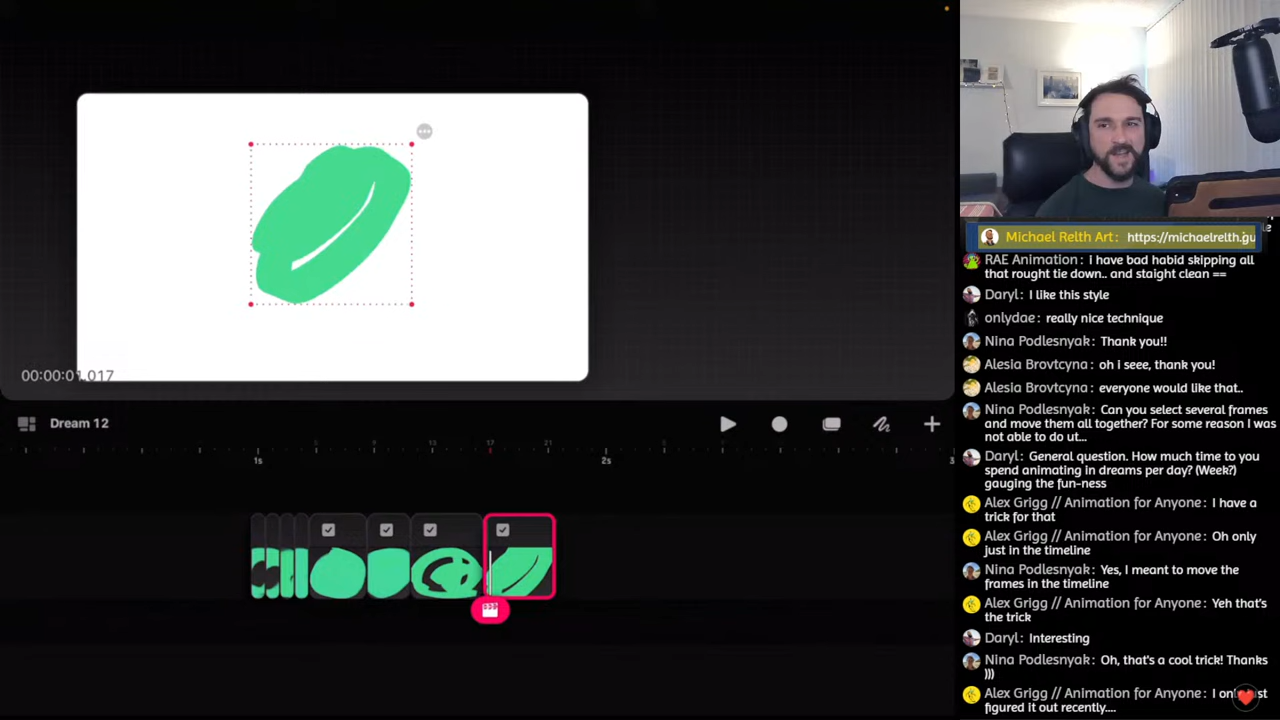 Michael Relth Art: https://michaelrelth.gu
RAE Animation: I have bad habid skipping all
that rought tie down.. and staight clean ==
Daryl: I like this style
onlydae: really nice technique
Nina Podlesnyak: Thank you!!
Alesia Brovtcyna: oh i seee, thank you!
Alesia Brovtcyna: everyone would like that..
Nina Podlesnyak: Can you select several frames
and move them all together? For some reason I was
not able to do ut...
Daryl: General question. How much time to you
spend animating in dreams per day? (Week?)
gauging the fun-ness
Alex Grigg // Animation for Anyone: I have a
trick for that
Alex Grigg // Animation for Anyone: Oh only
just in the timeline
Nina Podlesnyak: Yes, I meant to move the
frames in the timeline
Alex Grigg // Animation for Anyone: Yeh that's
the trick
Daryl: Interesting
Nina Podlesnyak: Oh, that's a cool trick! Thanks
)))
Alex Grigg // Animation for Anyone: I only just
figured it out recently....
00:00:01.017
Dream 12
9
13
17
21
1s
2s
3